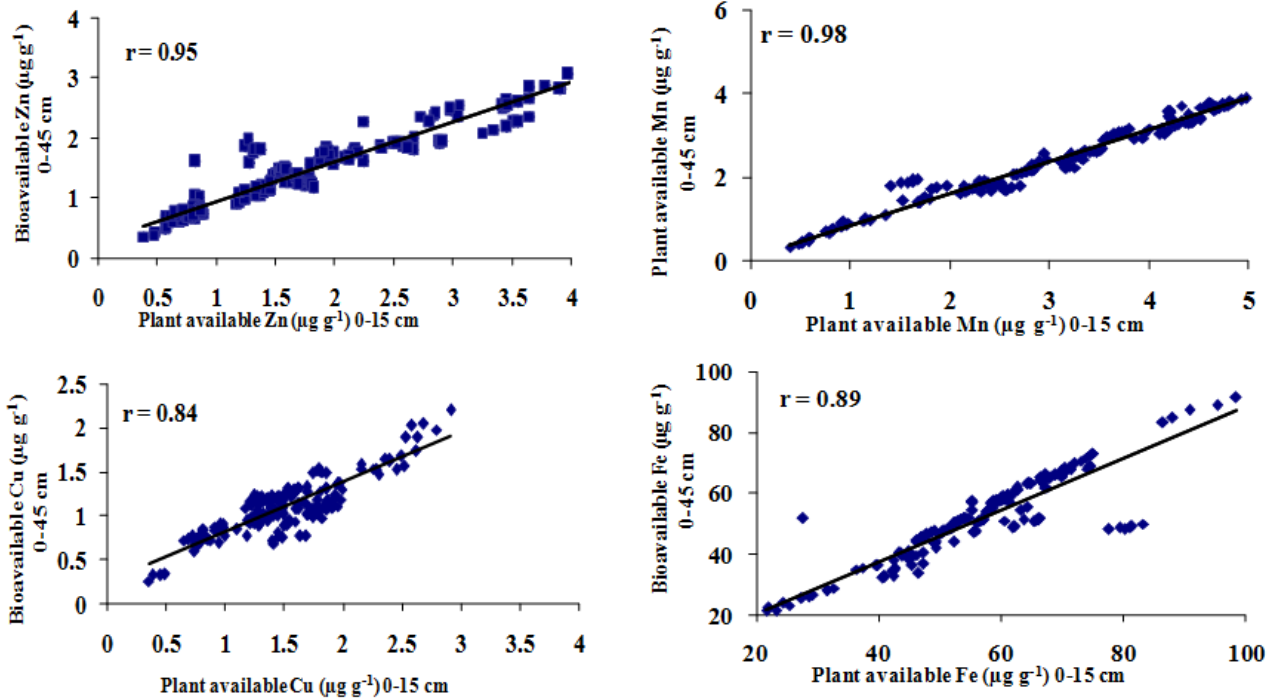 r = 0.95
Bioavailable Zn (µg g-1)
0-45 cm
4
3
2
1
0
0 0.5 1 1.5 2 2.5 3 3.5 4
Plant available Zn (µg g-1) 0-15 cm
r = 0.98
Plant available Mn (µg g-1)
0-45 cm
6
4
2
0
0 1 2 3 4 5
Plant available Mn (µg g-1) 0-15 cm
r = 0.84
Bioavailable Cu (µg g-1)
0-45 cm
2.5
2
1.5
1
0.5
0
0 0.5 1 1.5 2 2.5 3 3.5 4
Plant available Cu (µg g-1) 0-15 cm
r = 0.89
Bioavailable Fe (µg g-1)
0-45 cm
100
80
60
40
20
20 40 60 80 100
Plant available Fe (µg g-1) 0-15 cm